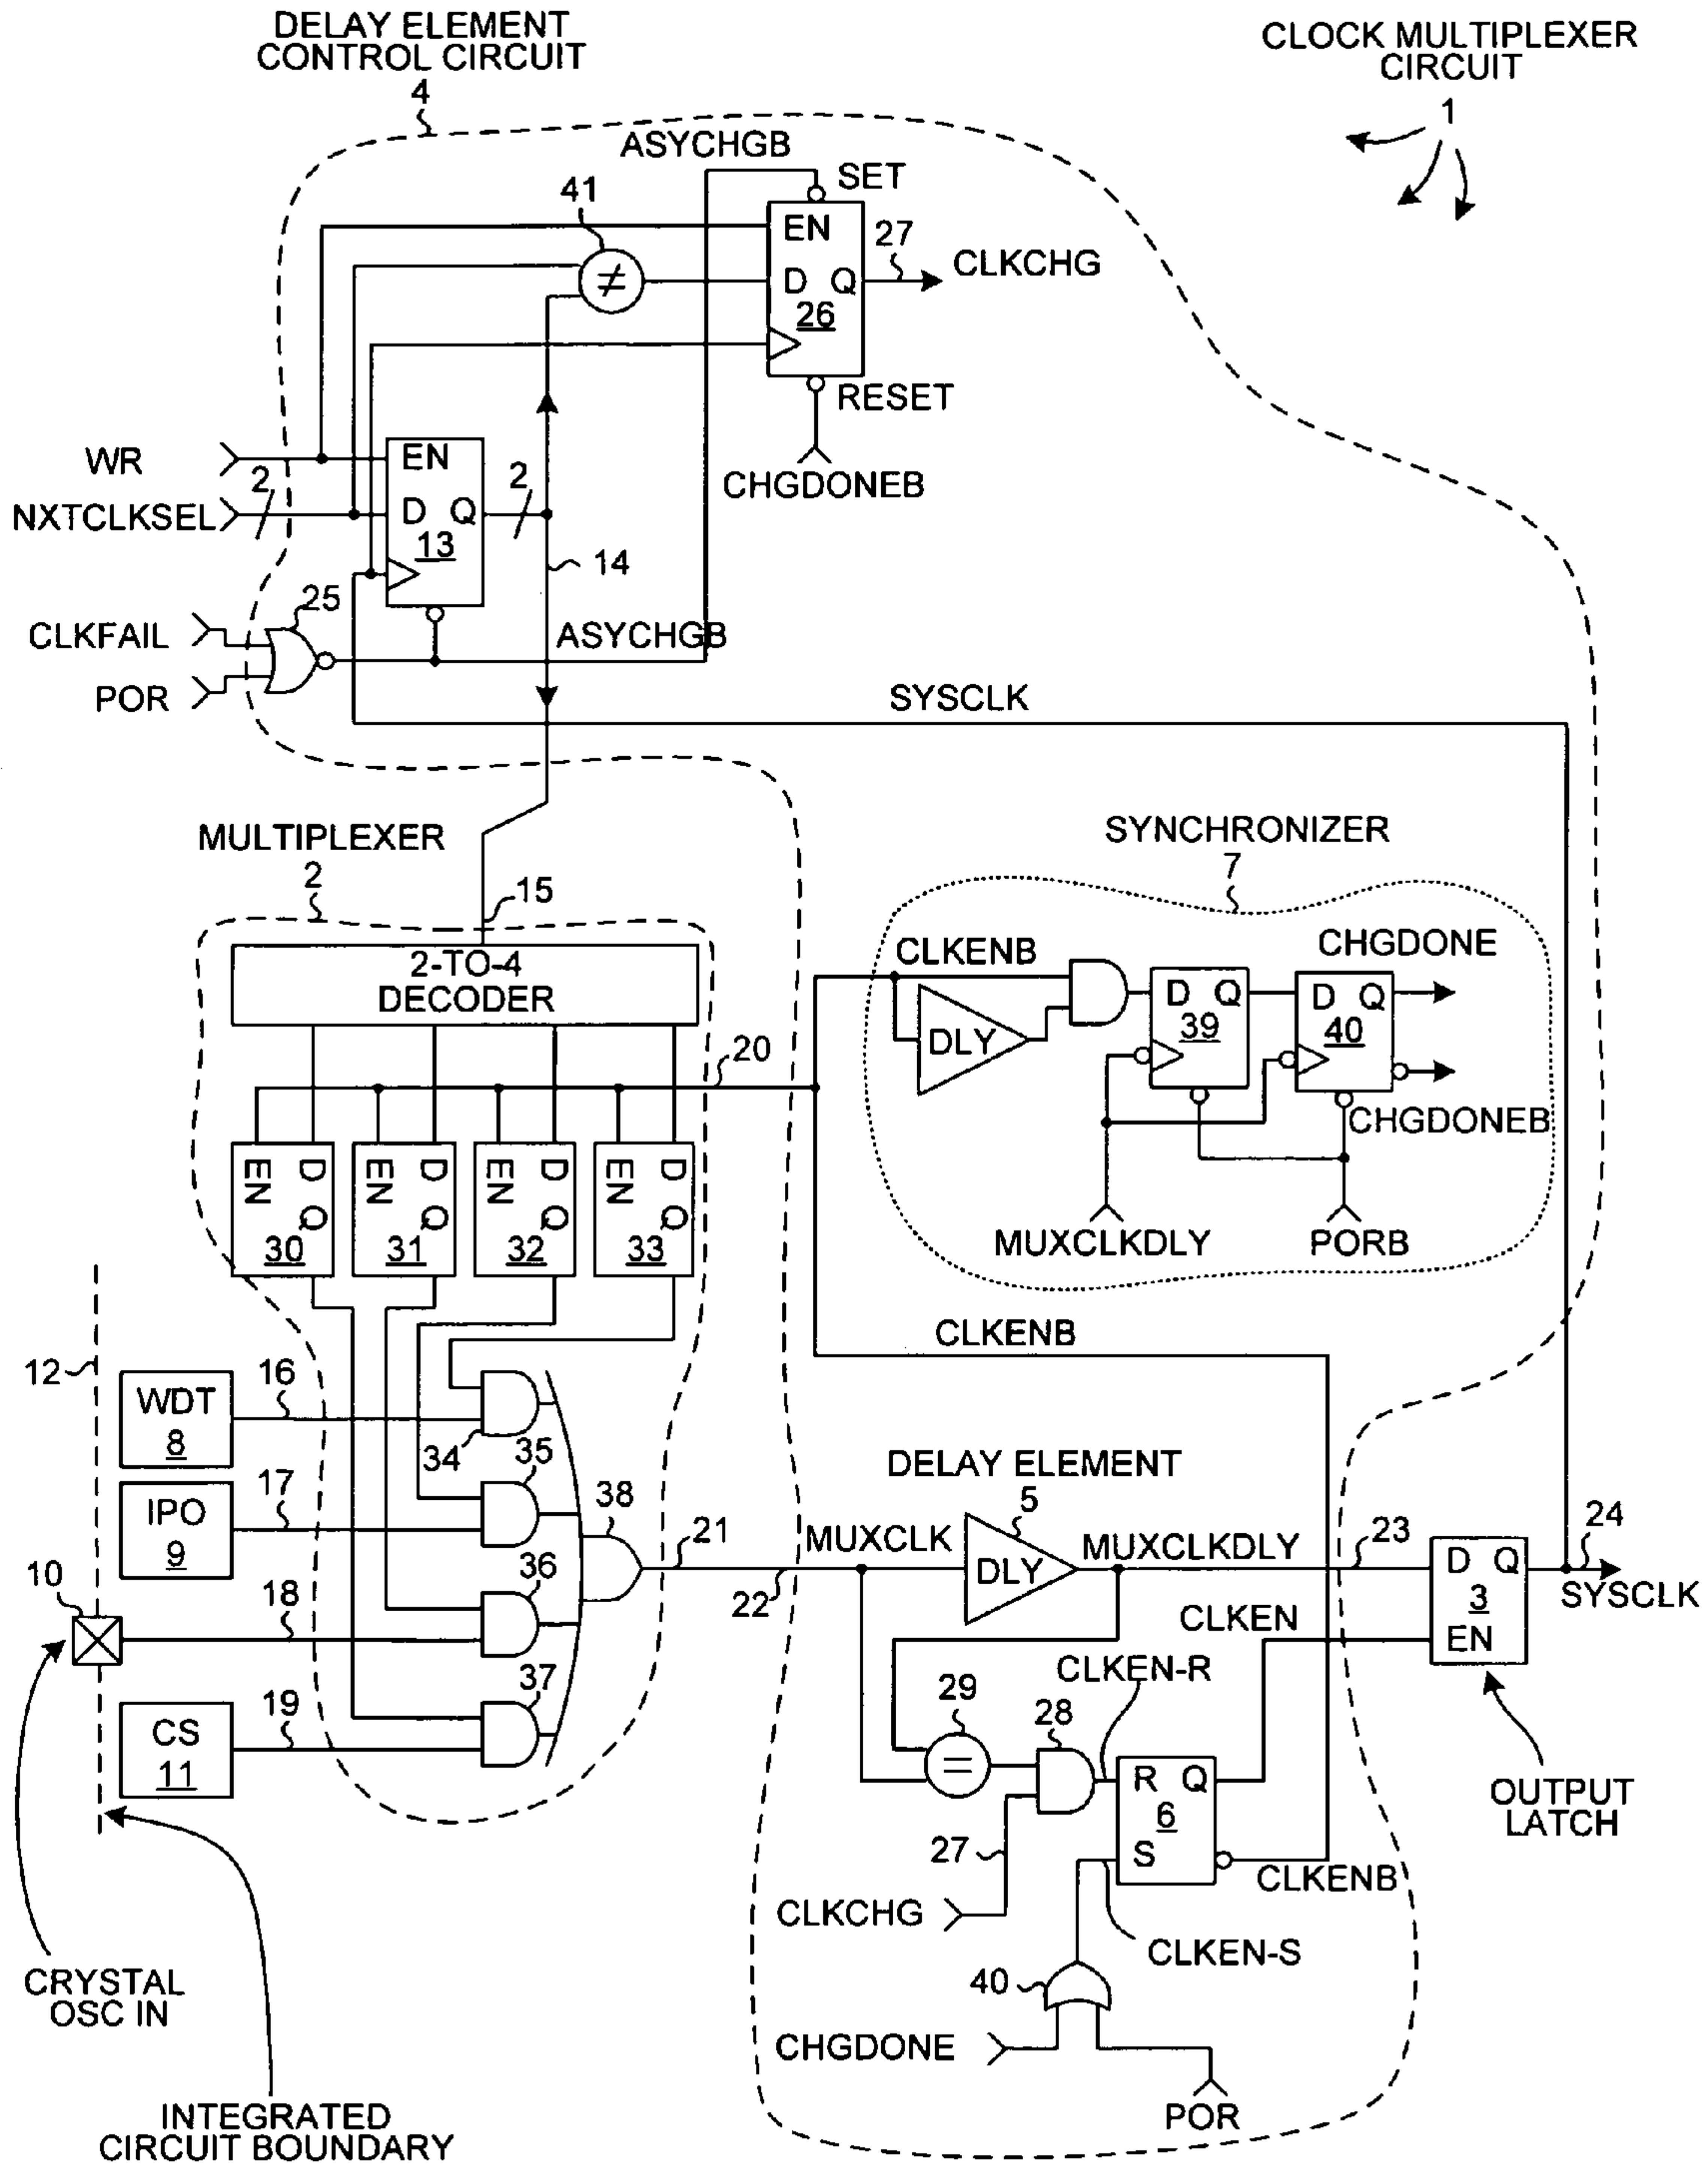 DELAY ELEMENT
CONTROL CIRCUIT
4
CLOCK MULTIPLEXER
CIRCUIT
1
ASYCHGB
SET
41
EN
27
CLKCHG
≠
D Q
26
RESET
WR
EN
CHGDONEB
2
2
NXTCLKSEL
D Q
13
14
25
CLKFAIL
ASYCHGB
POR
SYSCLK
MULTIPLEXER
2
SYNCHRONIZER
7
15
2-TO-4
DECODER
CLKENB
CHGDONE
D Q
39
D Q
40
DLY
20
CHGDONEB
EN D Q
30
EN D Q
31
EN D Q
32
EN D Q
33
MUXCLKDLY
PORB
CLKENB
12
WDT
8
16
34
35
DELAY ELEMENT
5
IPO
9
17
38
MUXCLK
DLY
MUXCLKDLY
21
22
23
D Q
3
EN
24
SYSCLK
10
18
36
CLKEN
CLKEN-R
CS
11
19
37
29
=
28
R Q
6
S
OUTPUT
LATCH
27
CLKENB
CLKCHG
CLKEN-S
CRYSTAL
OSC IN
40
CHGDONE
POR
INTEGRATED
CIRCUIT BOUNDARY